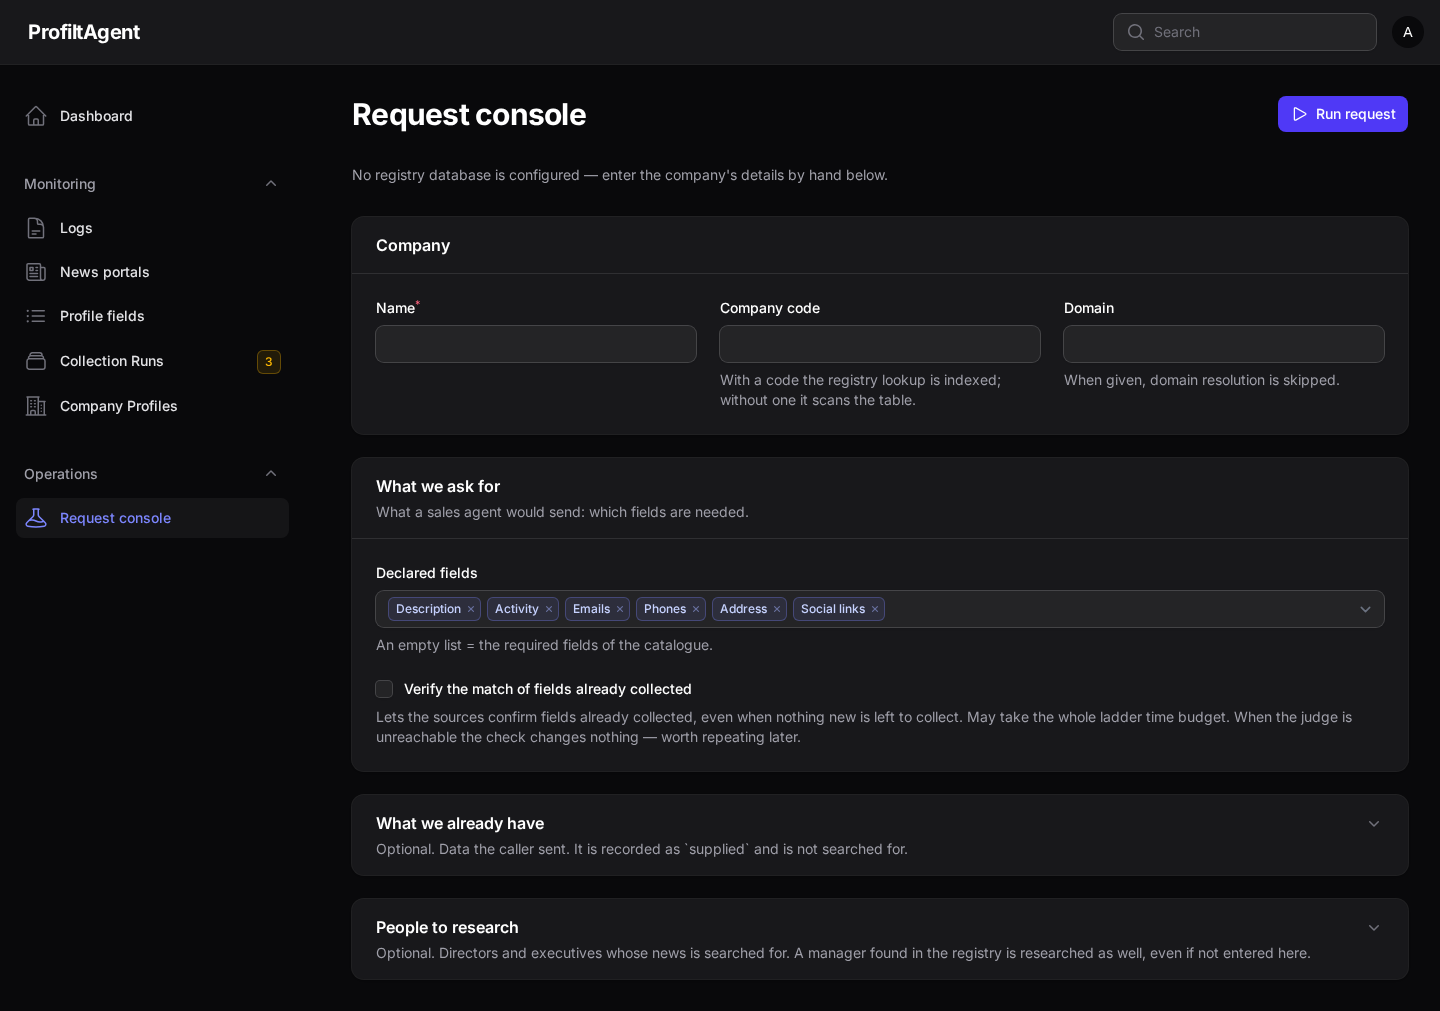 ProfiltAgent
Search
A
Dashboard
Monitoring
Logs
News portals
Profile fields
Collection Runs
3
Company Profiles
Operations
Request console
Request console
Run request
No registry database is configured — enter the company's details by hand below.
Company
Name*
Company code
Domain
With a code the registry lookup is indexed;
without one it scans the table.
When given, domain resolution is skipped.
What we ask for
What a sales agent would send: which fields are needed.
Declared fields
Description × Activity × Emails × Phones × Address × Social links ×
An empty list = the required fields of the catalogue.
Verify the match of fields already collected
Lets the sources confirm fields already collected, even when nothing new is left to collect. May take the whole ladder time budget. When the judge is
unreachable the check changes nothing — worth repeating later.
What we already have
Optional. Data the caller sent. It is recorded as `supplied` and is not searched for.
People to research
Optional. Directors and executives whose news is searched for. A manager found in the registry is researched as well, even if not entered here.